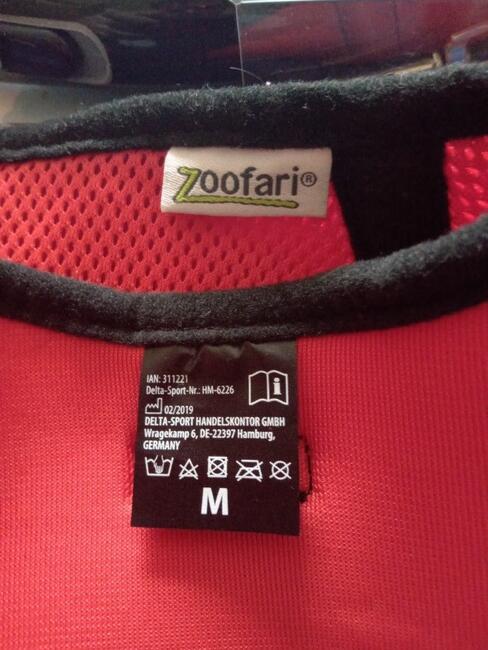 Zoofari®
IAN: 311221
Delta-Sport-Nr.: HM-6226
02/2019
DELTA-SPORT HANDELSKONTOR GMBH
Wragekamp 6, DE-22397 Hamburg,
GERMANY
M